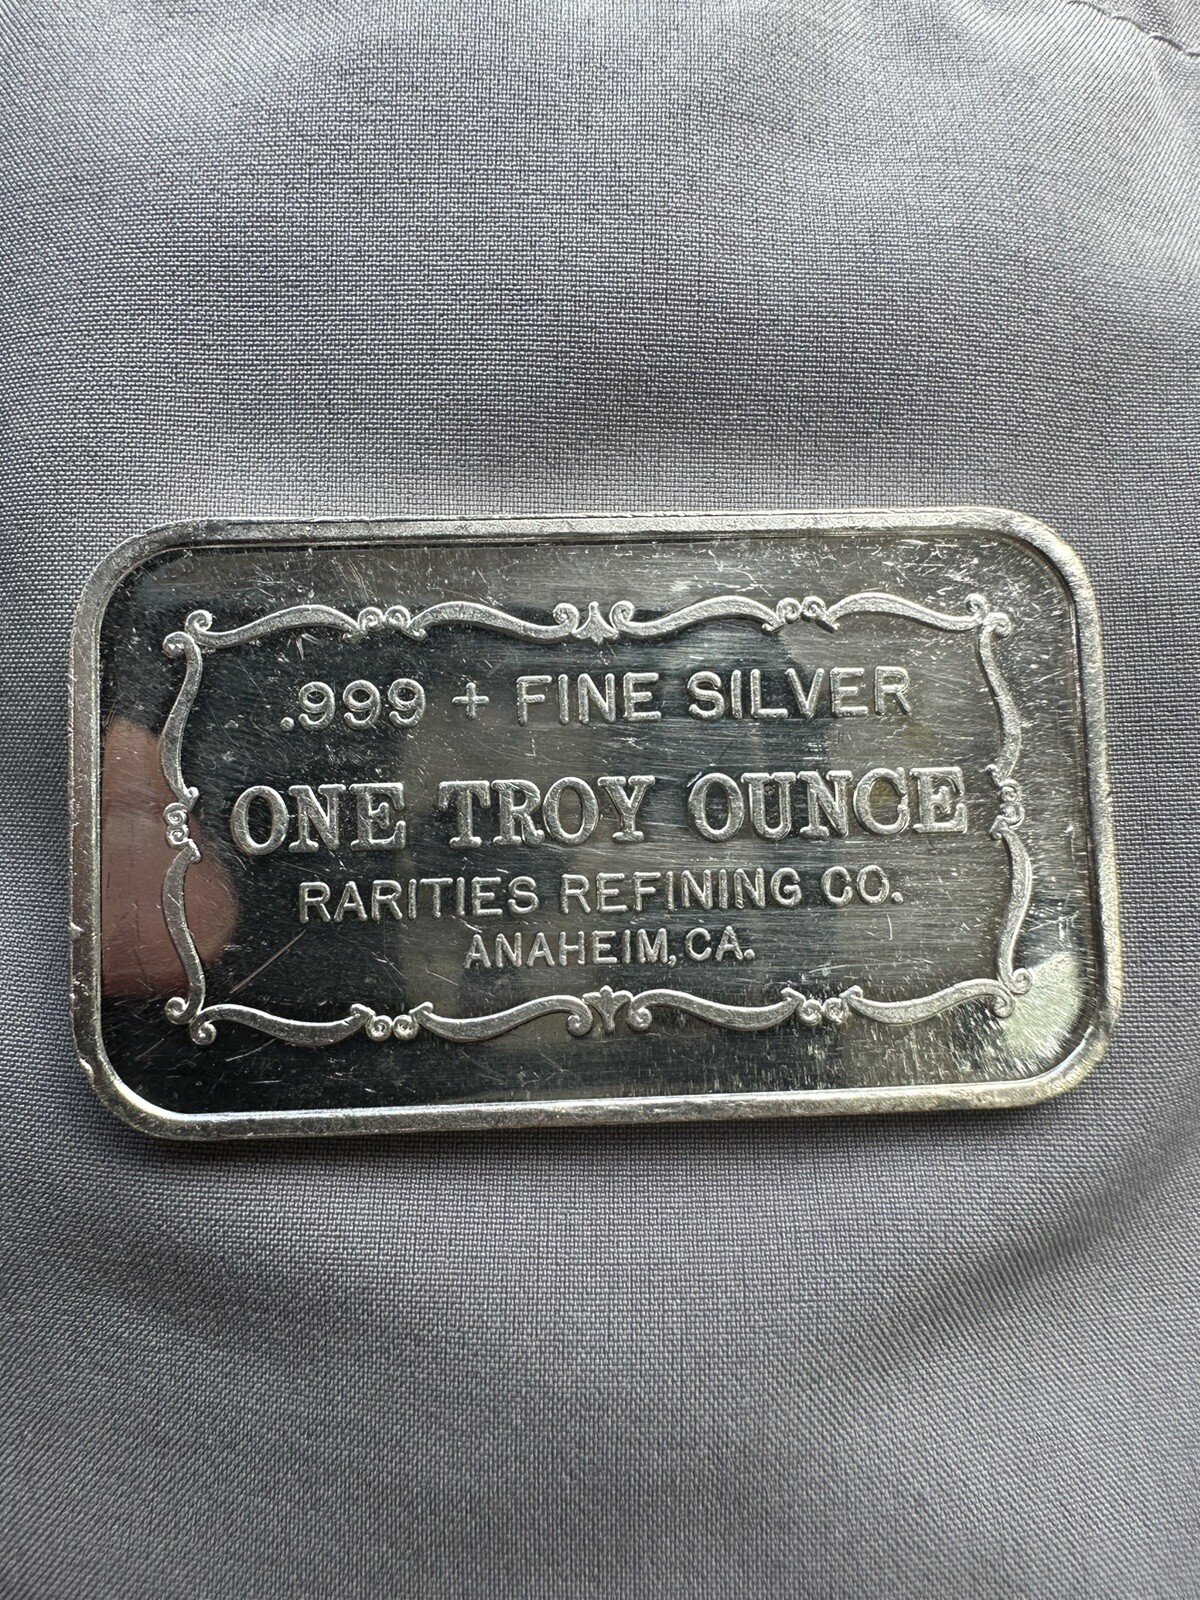 .999 + FINE SILVER
ONE TROY OUNCE
RARITIES REFINING CO.
ANAHEIM, CA.